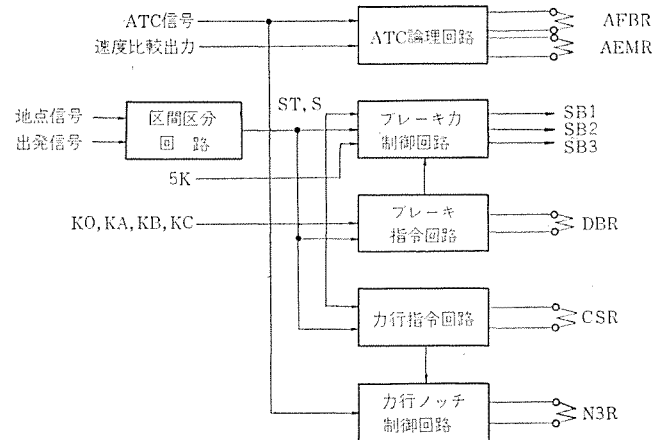 ATC信号
速度比較出力
ATC論理回路
AFBR
AEMR
地点信号
出発信号
区間区分
回 路
ST, S
ブレーキ力
制御回路
SB1
SB2
SB3
5K
KO, KA, KB, KC
ブレーキ
指令回路
DBR
力行指令回路
CSR
力行ノッチ
制御回路
N3R